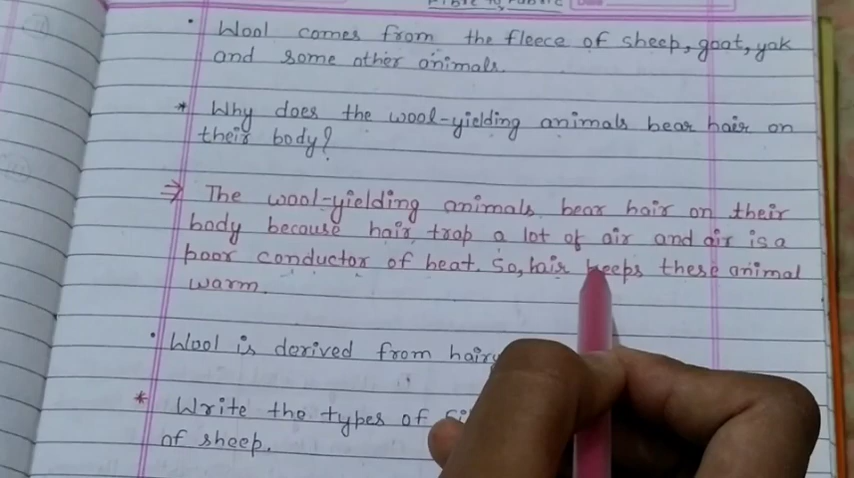 • Wool comes from the fleece of sheep, goat, yak
and some other animals.
* Why does the wool-yielding animals bear hair on
their body?
⇒ The wool-yielding animals bear hair on their
body because hair trap a lot of air and air is a
poor conductor of heat. So, hair keeps these animal
warm.
• Wool is derived from hairy
* Write the types of
of sheep.